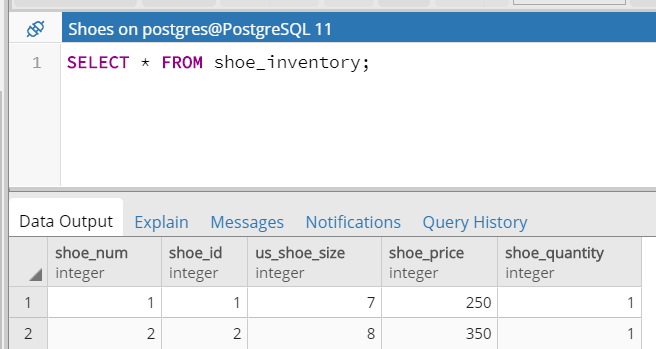 Shoes on postgres@PostgreSQL 11
1 SELECT * FROM shoe_inventory;
Data Output Explain Messages Notifications Query History
shoe_num shoe_id us_shoe_size shoe_price shoe_quantity
integer integer integer integer integer
1 1 1 7 250 1
2 2 2 8 350 1